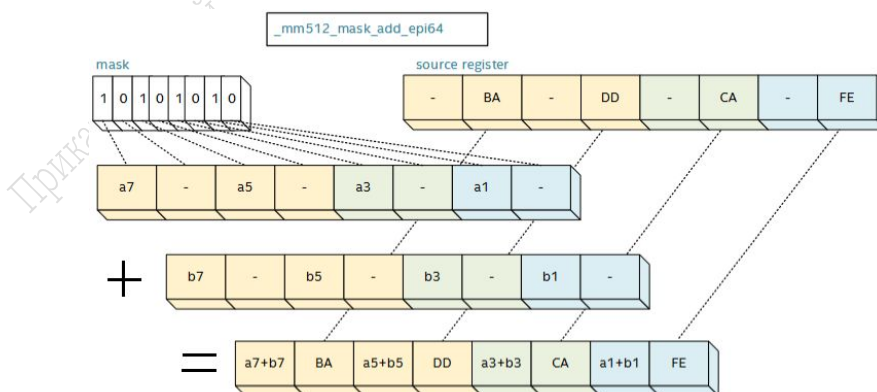 _mm512_mask_add_epi64
mask
source register
1 0 1 0 1 0 1 0
- BA - DD - CA - FE
a7 - a5 - a3 - a1 -
+ b7 - b5 - b3 - b1 -
= a7+b7 BA a5+b5 DD a3+b3 CA a1+b1 FE